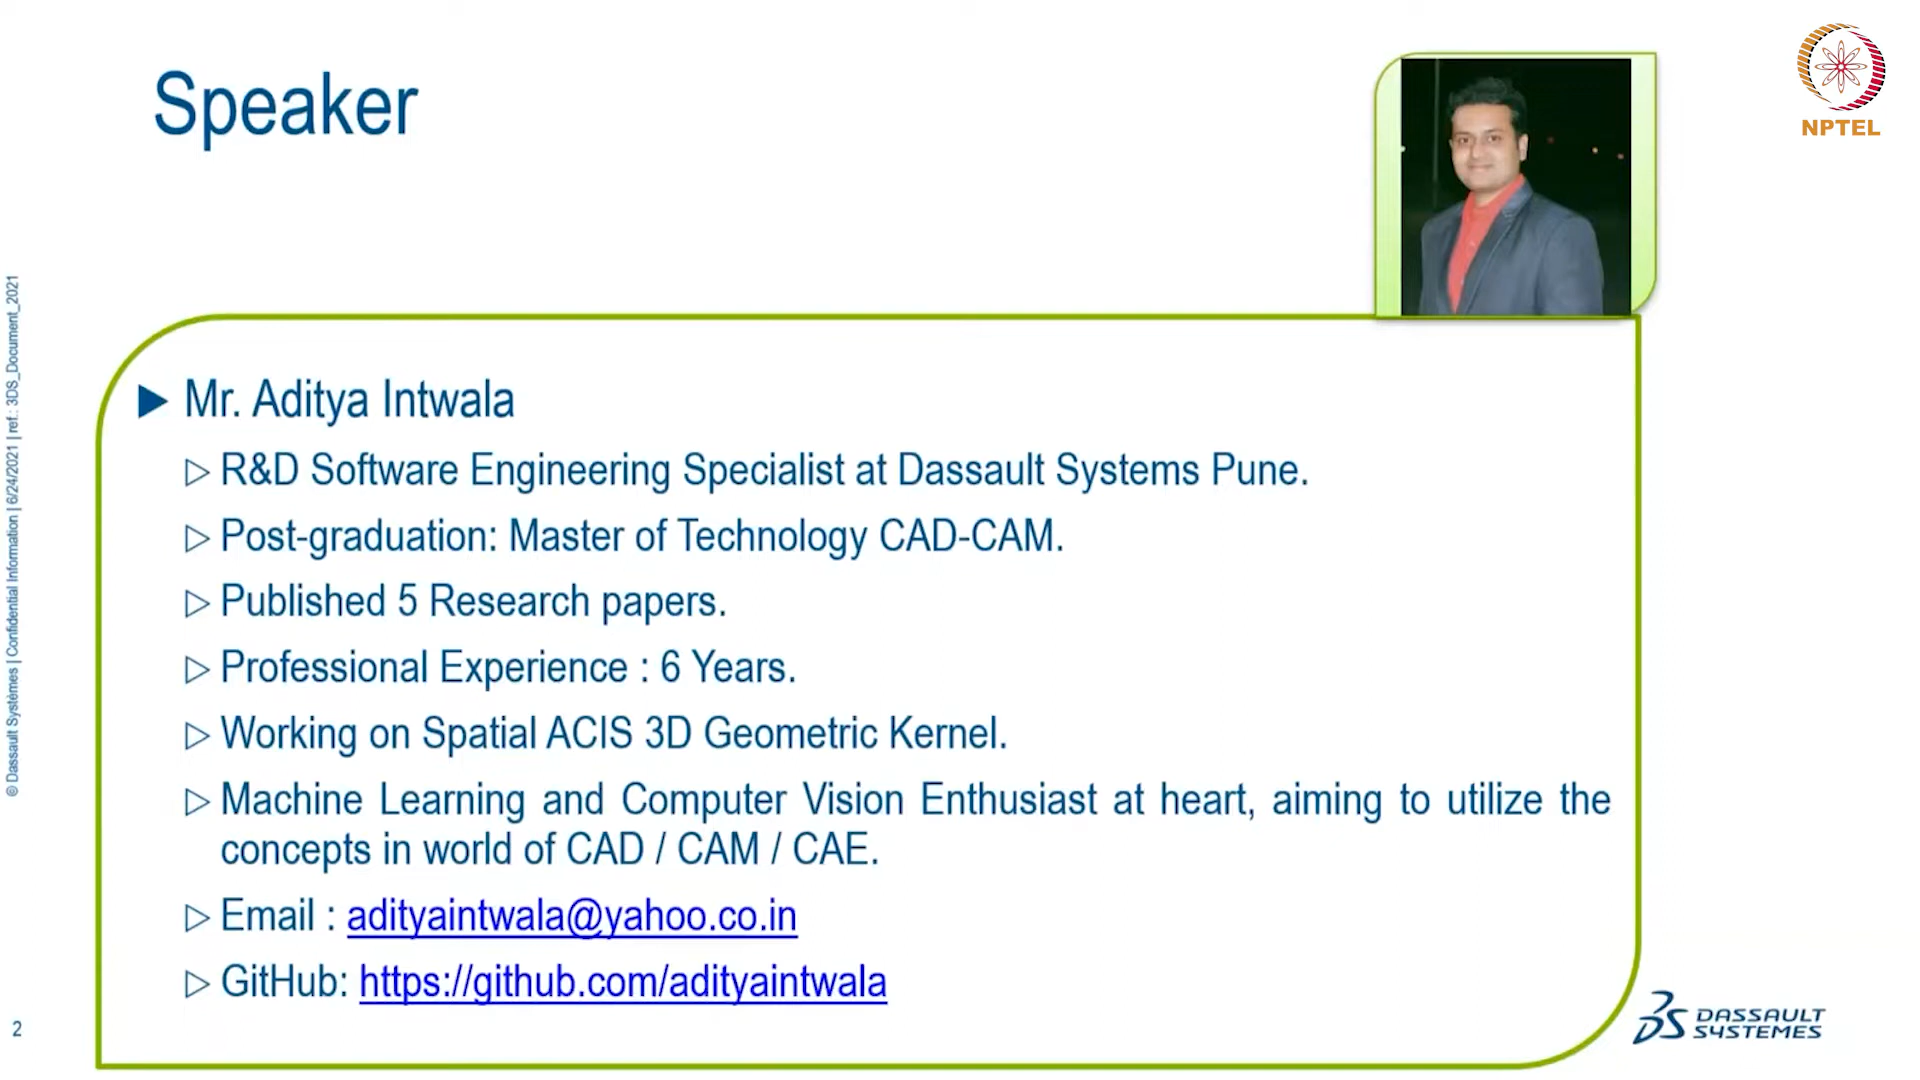 Speaker
NPTEL
▶ Mr. Aditya Intwala
▷ R&D Software Engineering Specialist at Dassault Systems Pune.
▷ Post-graduation: Master of Technology CAD-CAM.
▷ Published 5 Research papers.
▷ Professional Experience : 6 Years.
▷ Working on Spatial ACIS 3D Geometric Kernel.
▷ Machine Learning and Computer Vision Enthusiast at heart, aiming to utilize the
concepts in world of CAD / CAM / CAE.
▷ Email : adityaintwala@yahoo.co.in
▷ GitHub: https://github.com/adityaintwala
© Dassault Systèmes | Confidential Information | 6/24/2021 | ref.: 3DS_Document_2021
2
DASSAULT
SYSTEMES